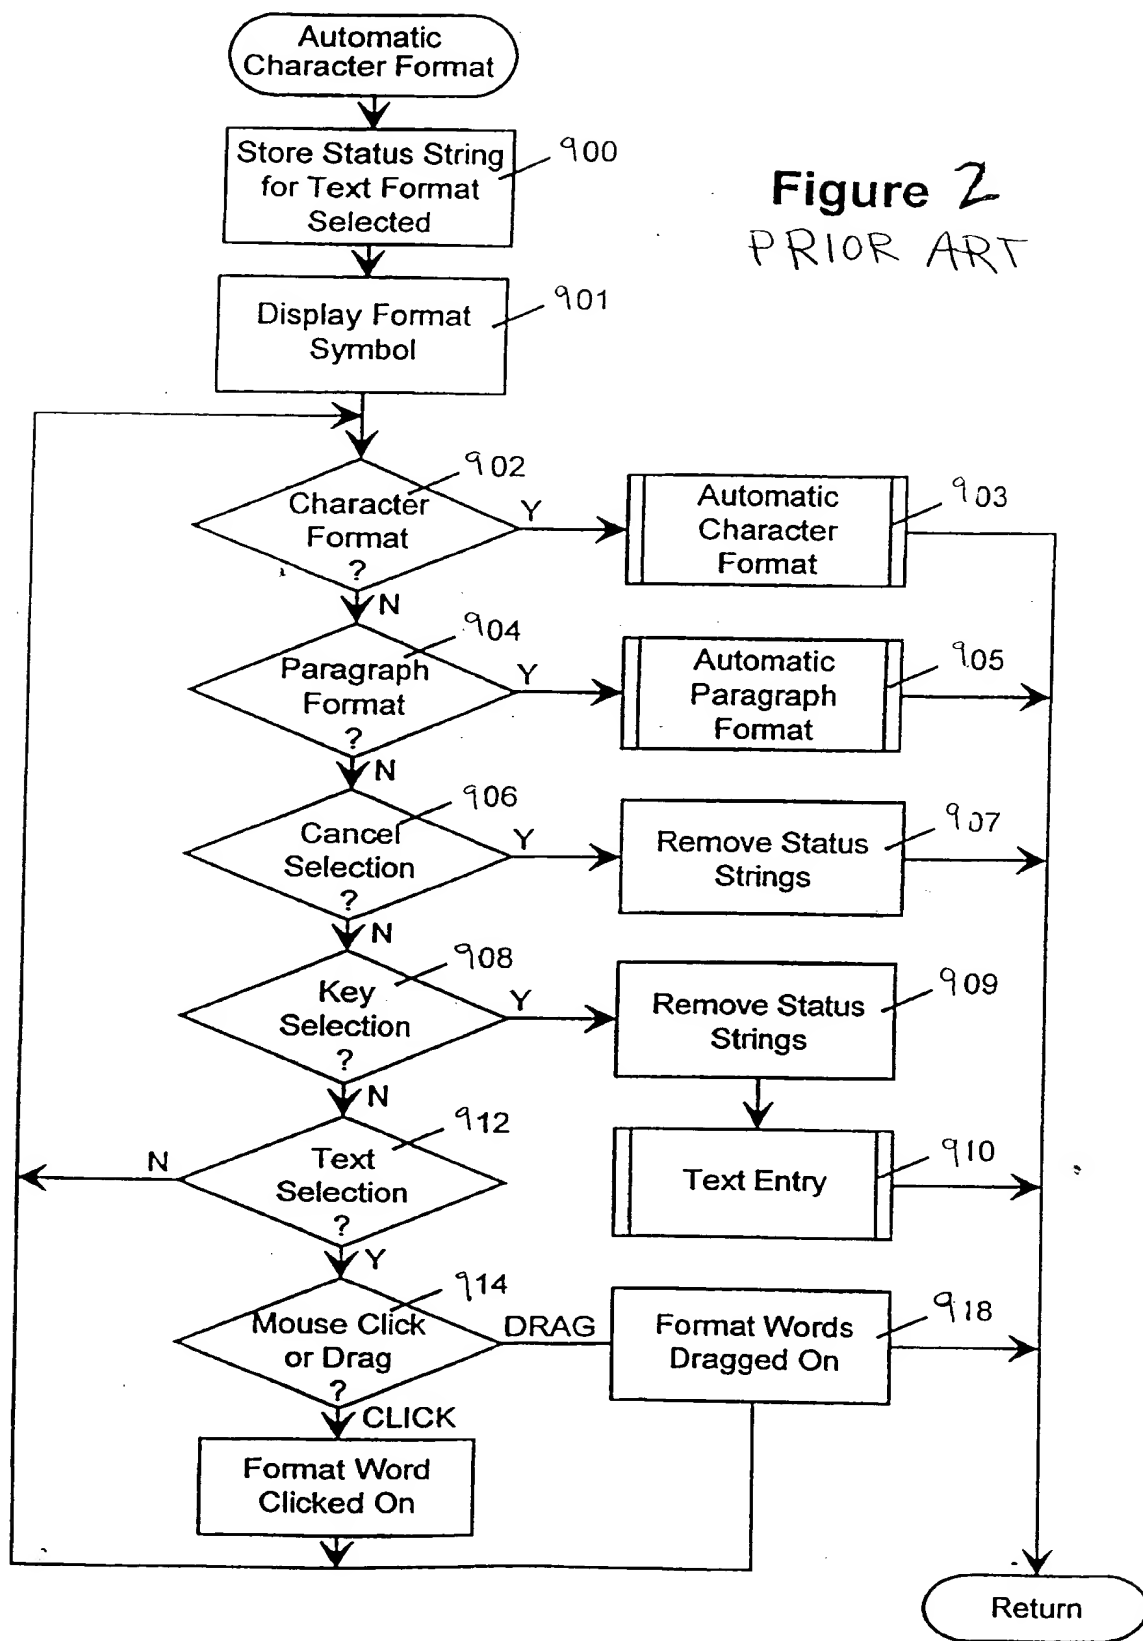 Automatic
Character Format
Store Status String
for Text Format
Selected
900
Figure 2
PRIOR ART
Display Format
Symbol
901
Character
Format
?
902
Y
Automatic
Character
Format
903
N
Paragraph
Format
?
904
Y
Automatic
Paragraph
Format
905
N
Cancel
Selection
?
906
Y
Remove Status
Strings
907
N
Key
Selection
?
908
Y
Remove Status
Strings
909
N
Text
Selection
?
912
N
Text Entry
910
Y
Mouse Click
or Drag
?
914
DRAG
Format Words
Dragged On
918
CLICK
Format Word
Clicked On
Return